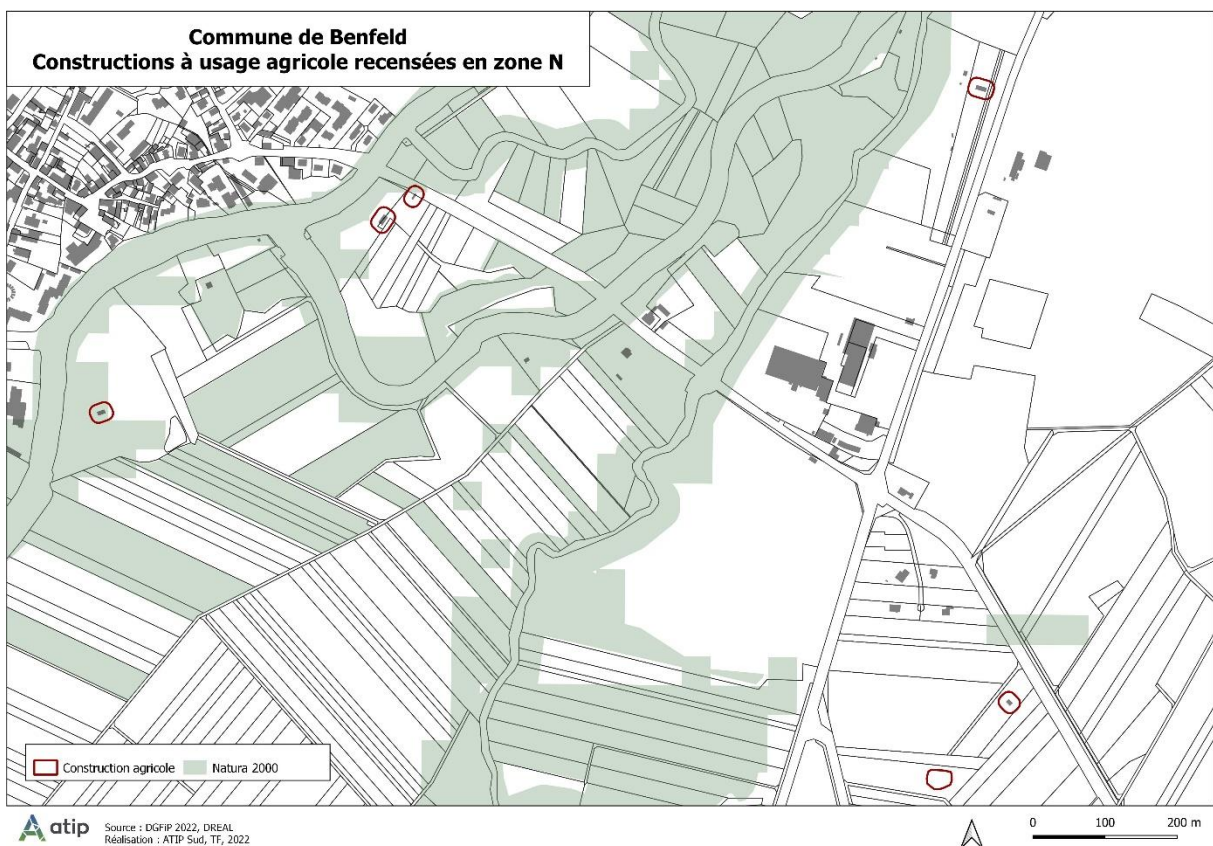 Commune de Benfeld
Constructions à usage agricole recensées en zone N
Construction agricole
Natura 2000
atip
Source : DGFiP 2022, DREAL
Réalisation : ATIP Sud, TF, 2022
0 100 200 m